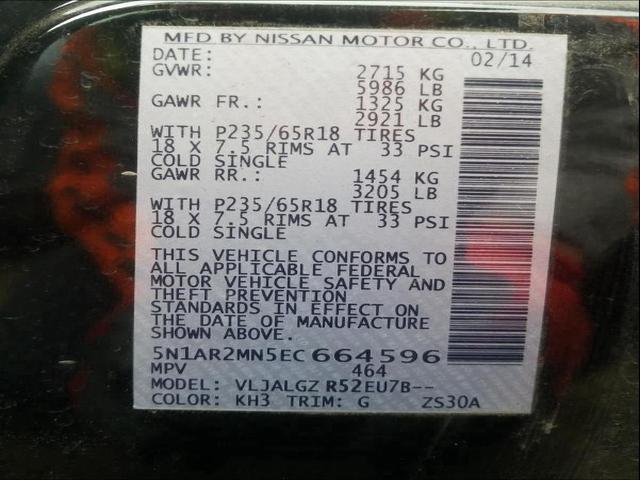 MFD BY NISSAN MOTOR CO., LTD.
DATE: 02/14
GVWR: 2715 KG
5986 LB
GAWR FR.: 1325 KG
2921 LB
WITH P235/65R18 TIRES
18 X 7.5 RIMS AT 33 PSI
COLD SINGLE
GAWR RR.: 1454 KG
3205 LB
WITH P235/65R18 TIRES
18 X 7.5 RIMS AT 33 PSI
COLD SINGLE
THIS VEHICLE CONFORMS TO
ALL APPLICABLE FEDERAL
MOTOR VEHICLE SAFETY AND
THEFT PREVENTION
STANDARDS IN EFFECT ON
THE DATE OF MANUFACTURE
SHOWN ABOVE.
5N1AR2MN5EC664596
MPV 464
MODEL: VLJALGZ R52EU7B--
COLOR: KH3 TRIM: G ZS30A